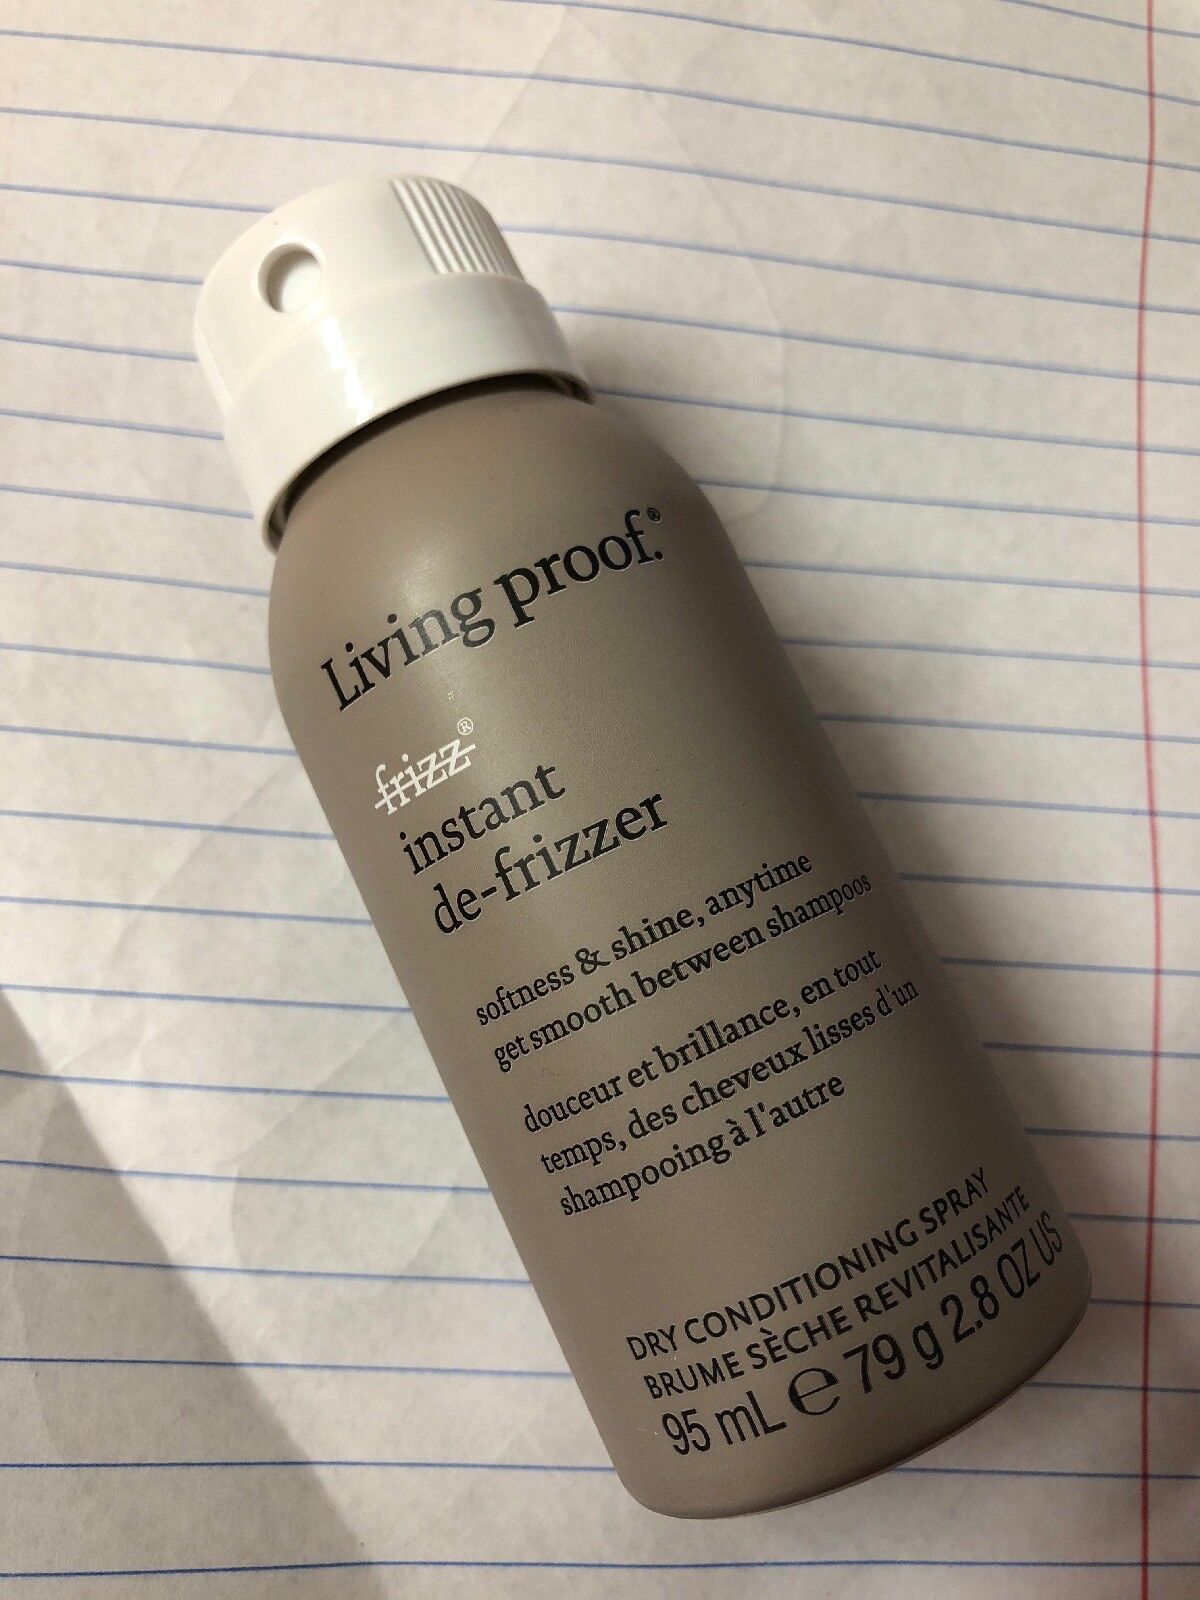 Living proof.®
frizz®
instant
de-frizzer
softness & shine, anytime
get smooth between shampoos
douceur et brillance, en tout
temps, des cheveux lisses d'un
shampooing à l'autre
DRY CONDITIONING SPRAY
BRUME SÈCHE REVITALISANTE
95 mL ℮ 79 g 2.8 OZ US